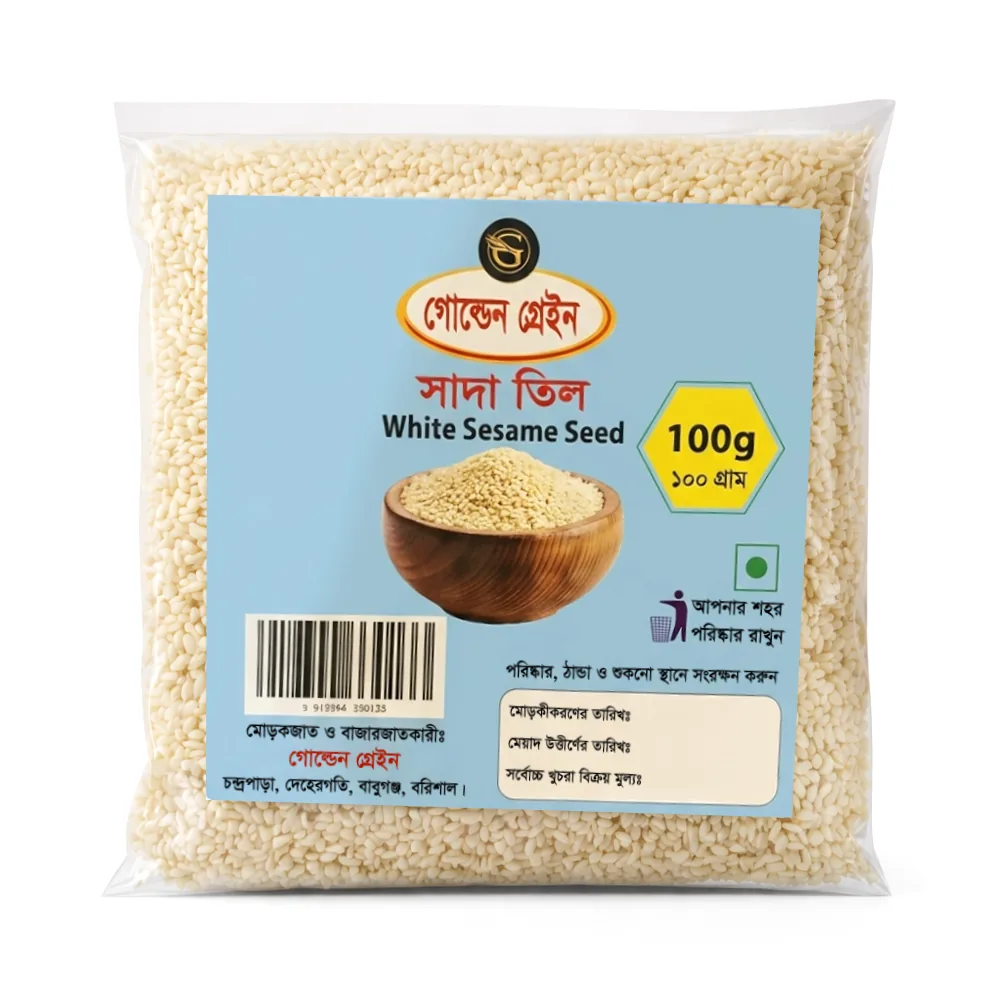 G
গোল্ডেন গ্রেইন
সাদা তিল
White Sesame Seed
100g
১০০ গ্রাম
আপনার শহর
পরিষ্কার রাখুন
পরিষ্কার, ঠান্ডা ও শুকনো স্থানে সংরক্ষন করুন
মোড়কীকরণের তারিখঃ
মেয়াদ উত্তীর্ণের তারিখঃ
সর্বোচ্চ খুচরা বিক্রয় মুল্যঃ
মোড়কজাত ও বাজারজাতকারীঃ
গোল্ডেন গ্রেইন
চন্দ্রপাড়া, দেহেরগতি, বাবুগঞ্জ, বরিশাল।